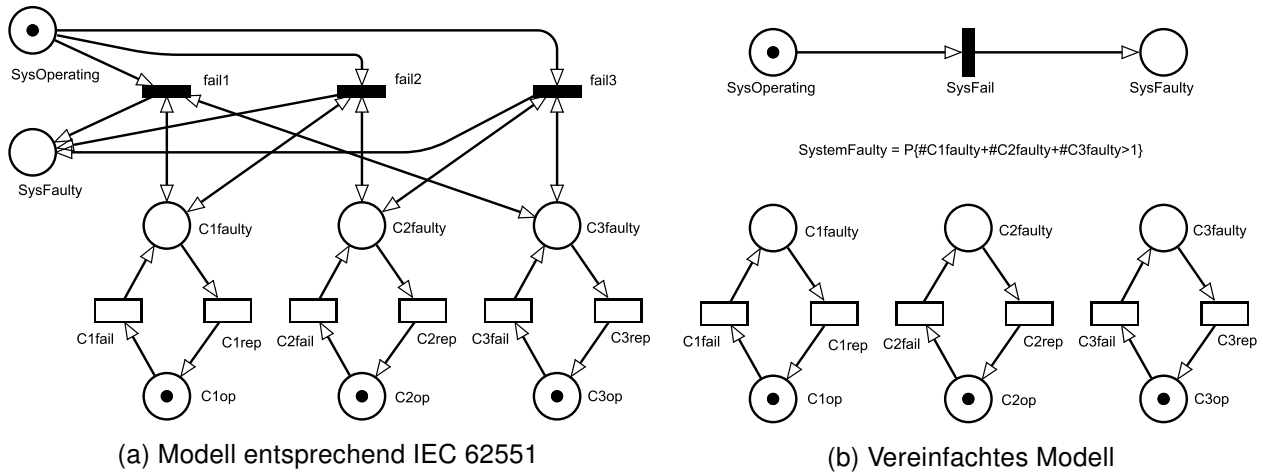 SysOperating
fail1
fail2
fail3
SysFaulty
C1faulty
C2faulty
C3faulty
C1fail
C1rep
C2fail
C2rep
C3fail
C3rep
C1op
C2op
C3op
(a) Modell entsprechend IEC 62551
SysOperating
SysFail
SysFaulty
SystemFaulty = P{#C1faulty+#C2faulty+#C3faulty>1}
C1faulty
C2faulty
C3faulty
C1fail
C1rep
C2fail
C2rep
C3fail
C3rep
C1op
C2op
C3op
(b) Vereinfachtes Modell